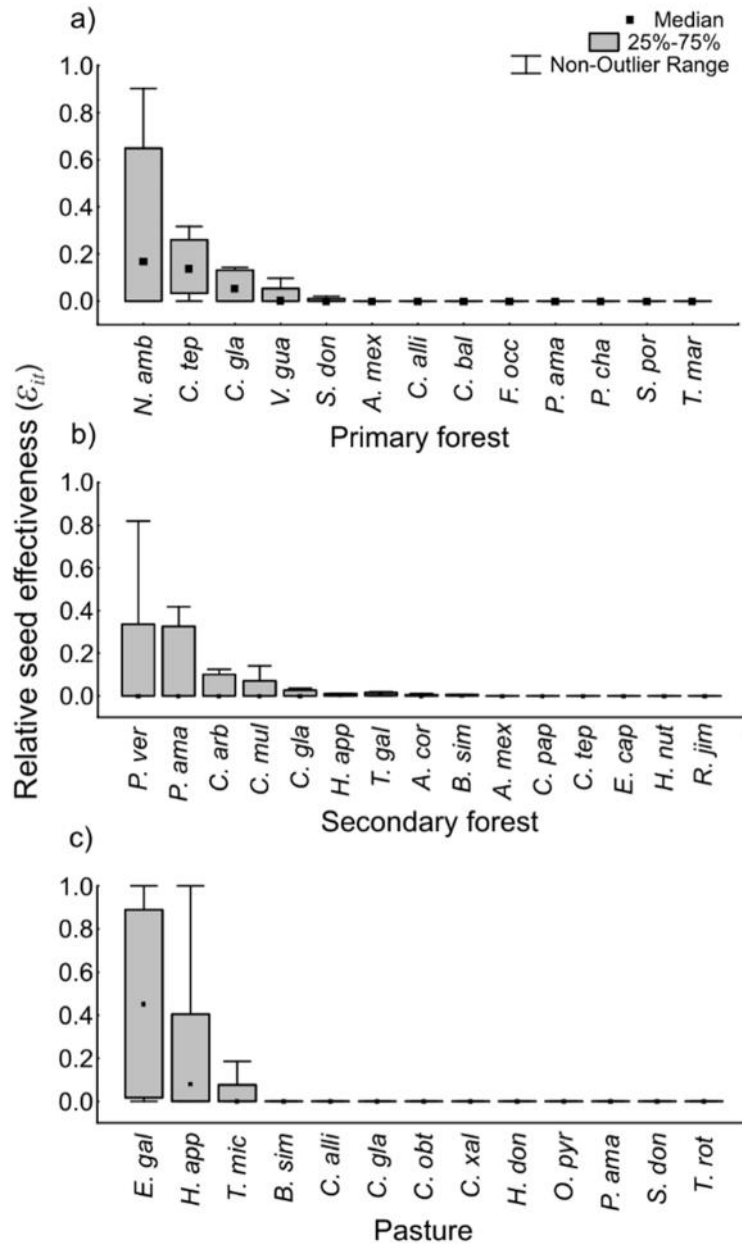 a)
Median
25%-75%
Non-Outlier Range
1.0
0.8
0.6
0.4
0.2
0.0
N. amb
C. tep
C. gla
V. gua
S. don
A. mex
C. alli
C. bal
F. occ
P. ama
P. cha
S. por
T. mar
Primary forest
Relative seed effectiveness (εit)
b)
1.0
0.8
0.6
0.4
0.2
0.0
P. ver
P. ama
C. arb
C. mul
C. gla
H. app
T. gal
A. cor
B. sim
A. mex
C. pap
C. tep
E. cap
H. nut
R. jim
Secondary forest
c)
1.0
0.8
0.6
0.4
0.2
0.0
E. gal
H. app
T. mic
B. sim
C. alli
C. gla
C. obt
C. xal
H. don
O. pyr
P. ama
S. don
T. rot
Pasture